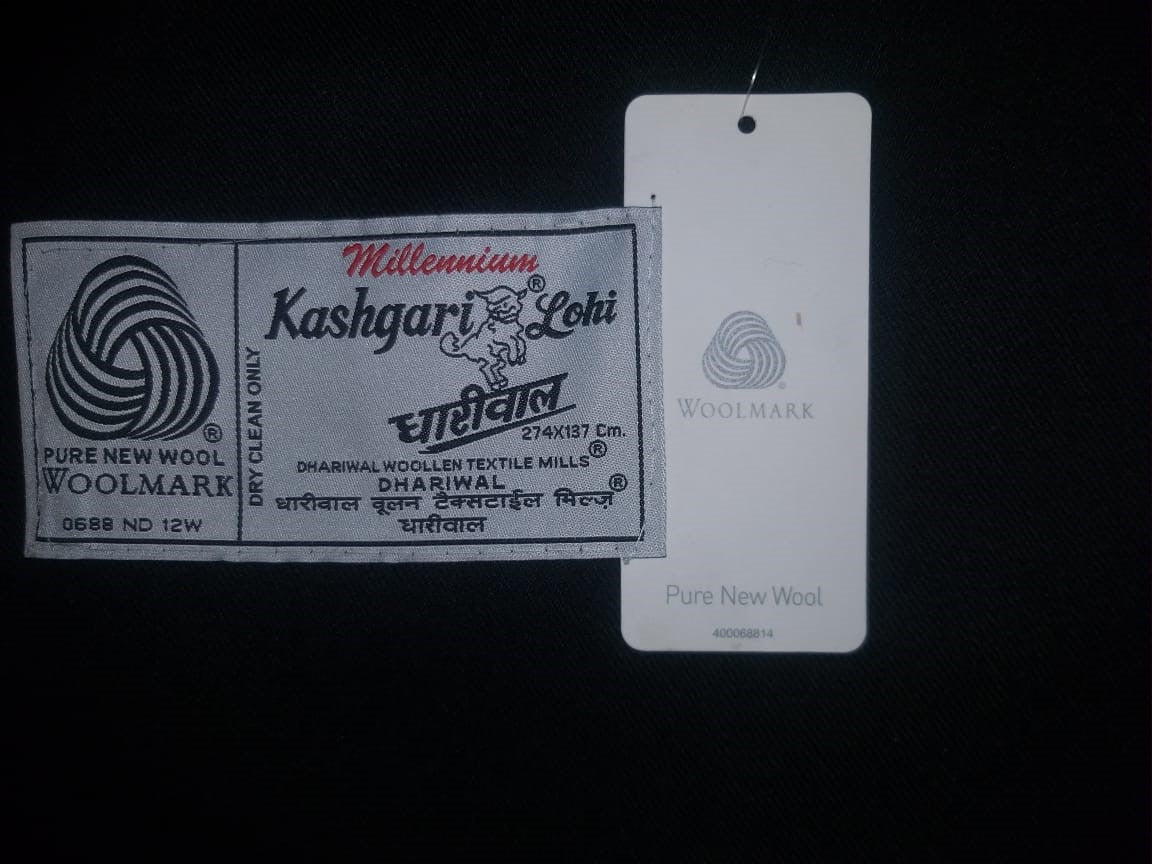 PURE NEW WOOL
WOOLMARK
0688 ND 12W
DRY CLEAN ONLY
Millennium
Kashgari ® Lohi
धारीवाल
274X137 Cm.
DHARIWAL WOOLLEN TEXTILE MILLS®
DHARIWAL
धारीवाल वूलन टैक्सटाईल मिल्ज़®
धारीवाल
WOOLMARK
Pure New Wool
400068814